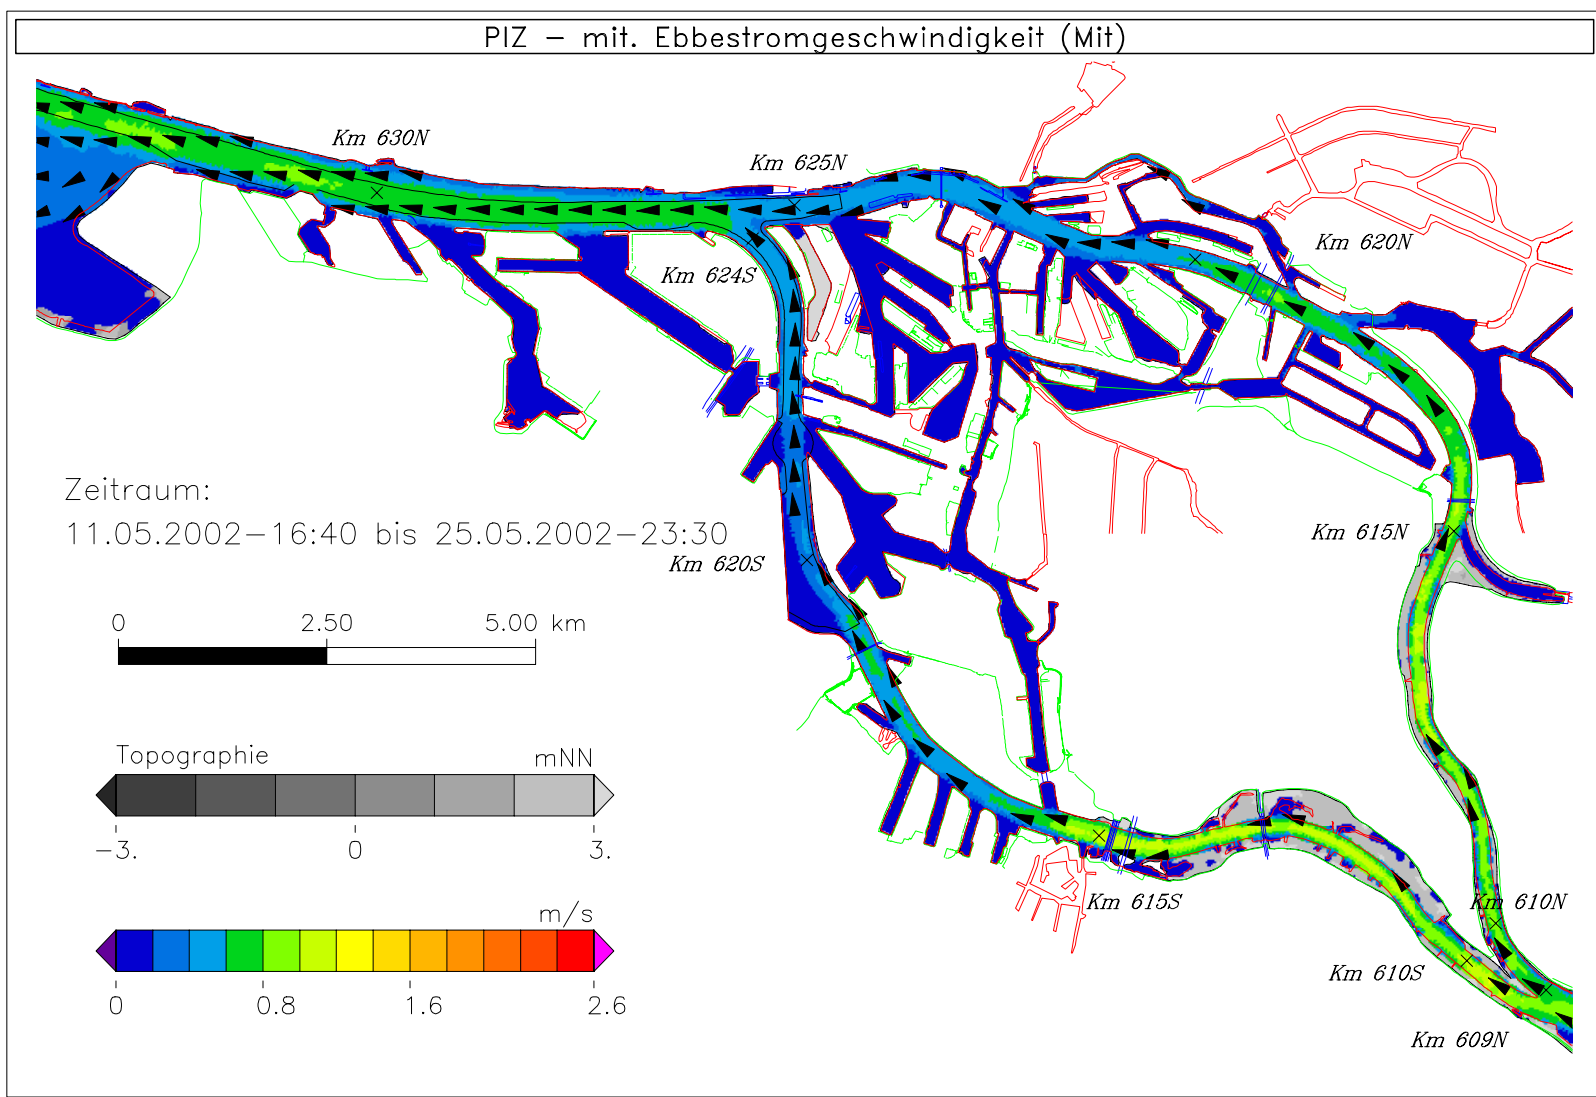 PIZ - mit. Ebbestromgeschwindigkeit (Mit)
Km 630N
Km 625N
Km 620N
Km 624S
Zeitraum:
11.05.2002-16:40 bis 25.05.2002-23:30
Km 615N
Km 620S
0 2.50 5.00 km
Topographie mNN
-3. 0 3.
Km 615S
Km 610N
m/s
Km 610S
0 0.8 1.6 2.6
Km 609N